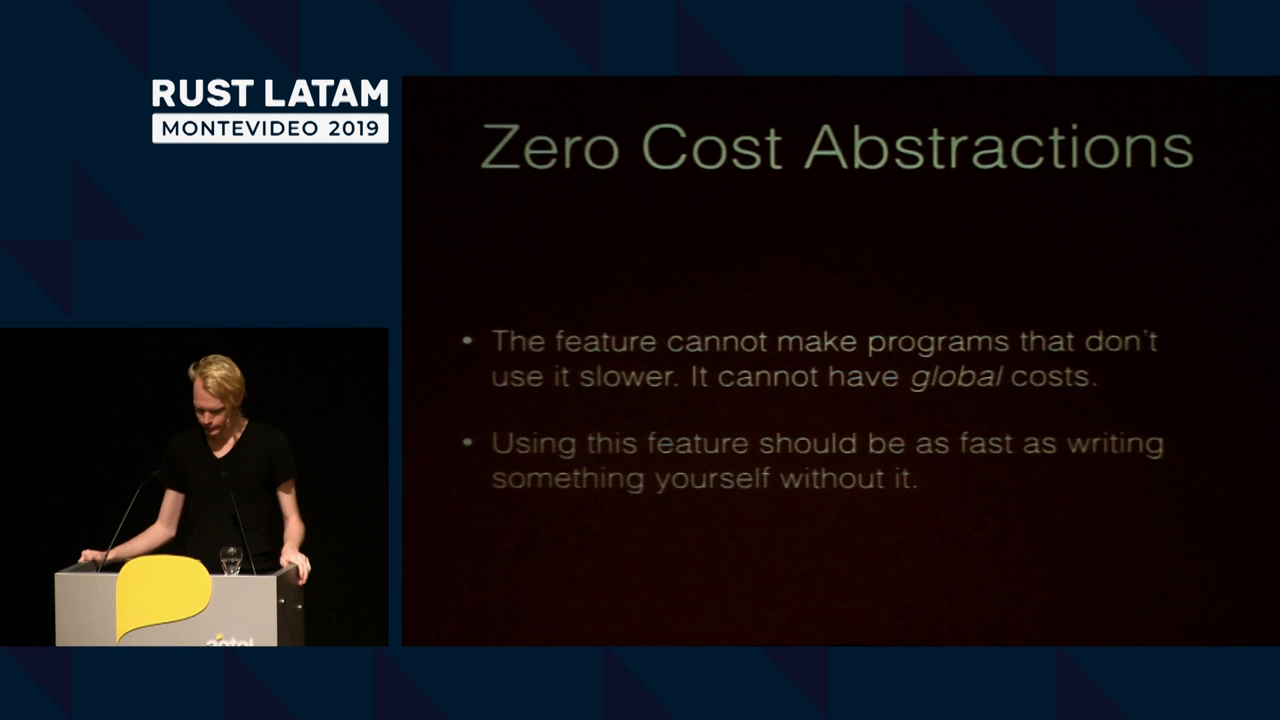 RUST LATAM
MONTEVIDEO 2019
Zero Cost Abstractions
• The feature cannot make programs that don't
use it slower. It cannot have global costs.
• Using this feature should be as fast as writing
something yourself without it.